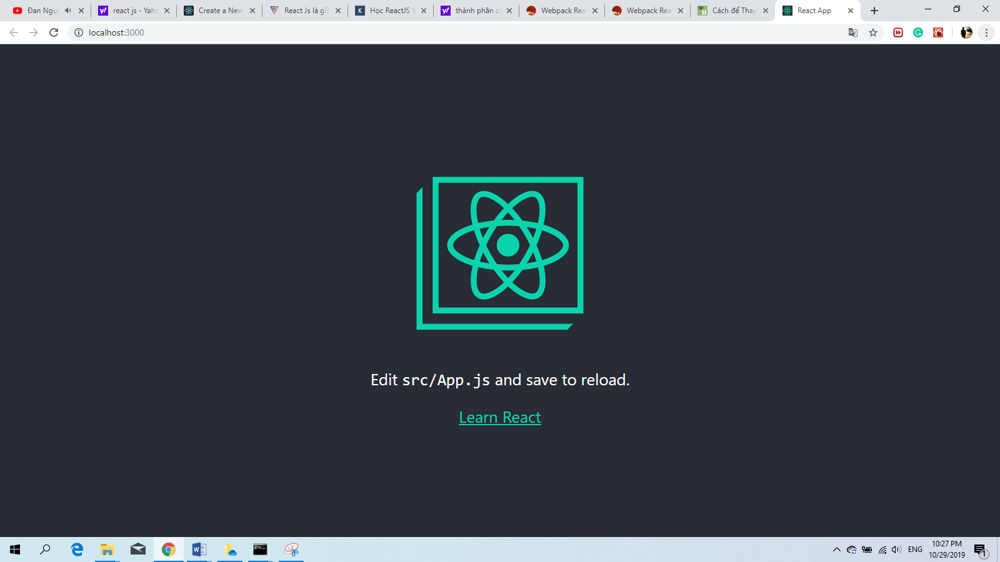 Đan Ngu
react js - Yaho
Create a New
React Js là gì?
Học ReactJS t
thành phần c
Webpack Rea
Webpack Rea
Cách để Thay
React App
localhost:3000
Edit src/App.js and save to reload.
Learn React
ENG
10:27 PM
10/29/2019
1